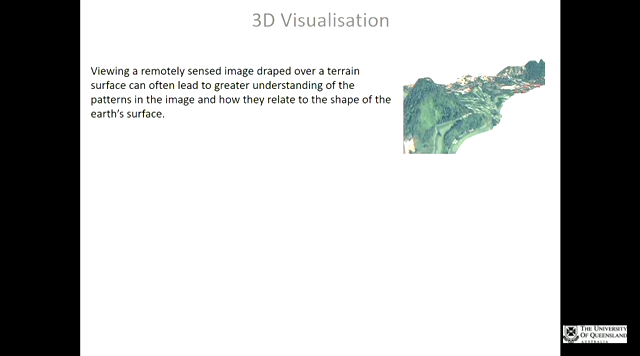 3D Visualisation
Viewing a remotely sensed image draped over a terrain
surface can often lead to greater understanding of the
patterns in the image and how they relate to the shape of the
earth's surface.
THE UNIVERSITY
OF QUEENSLAND
AUSTRALIA